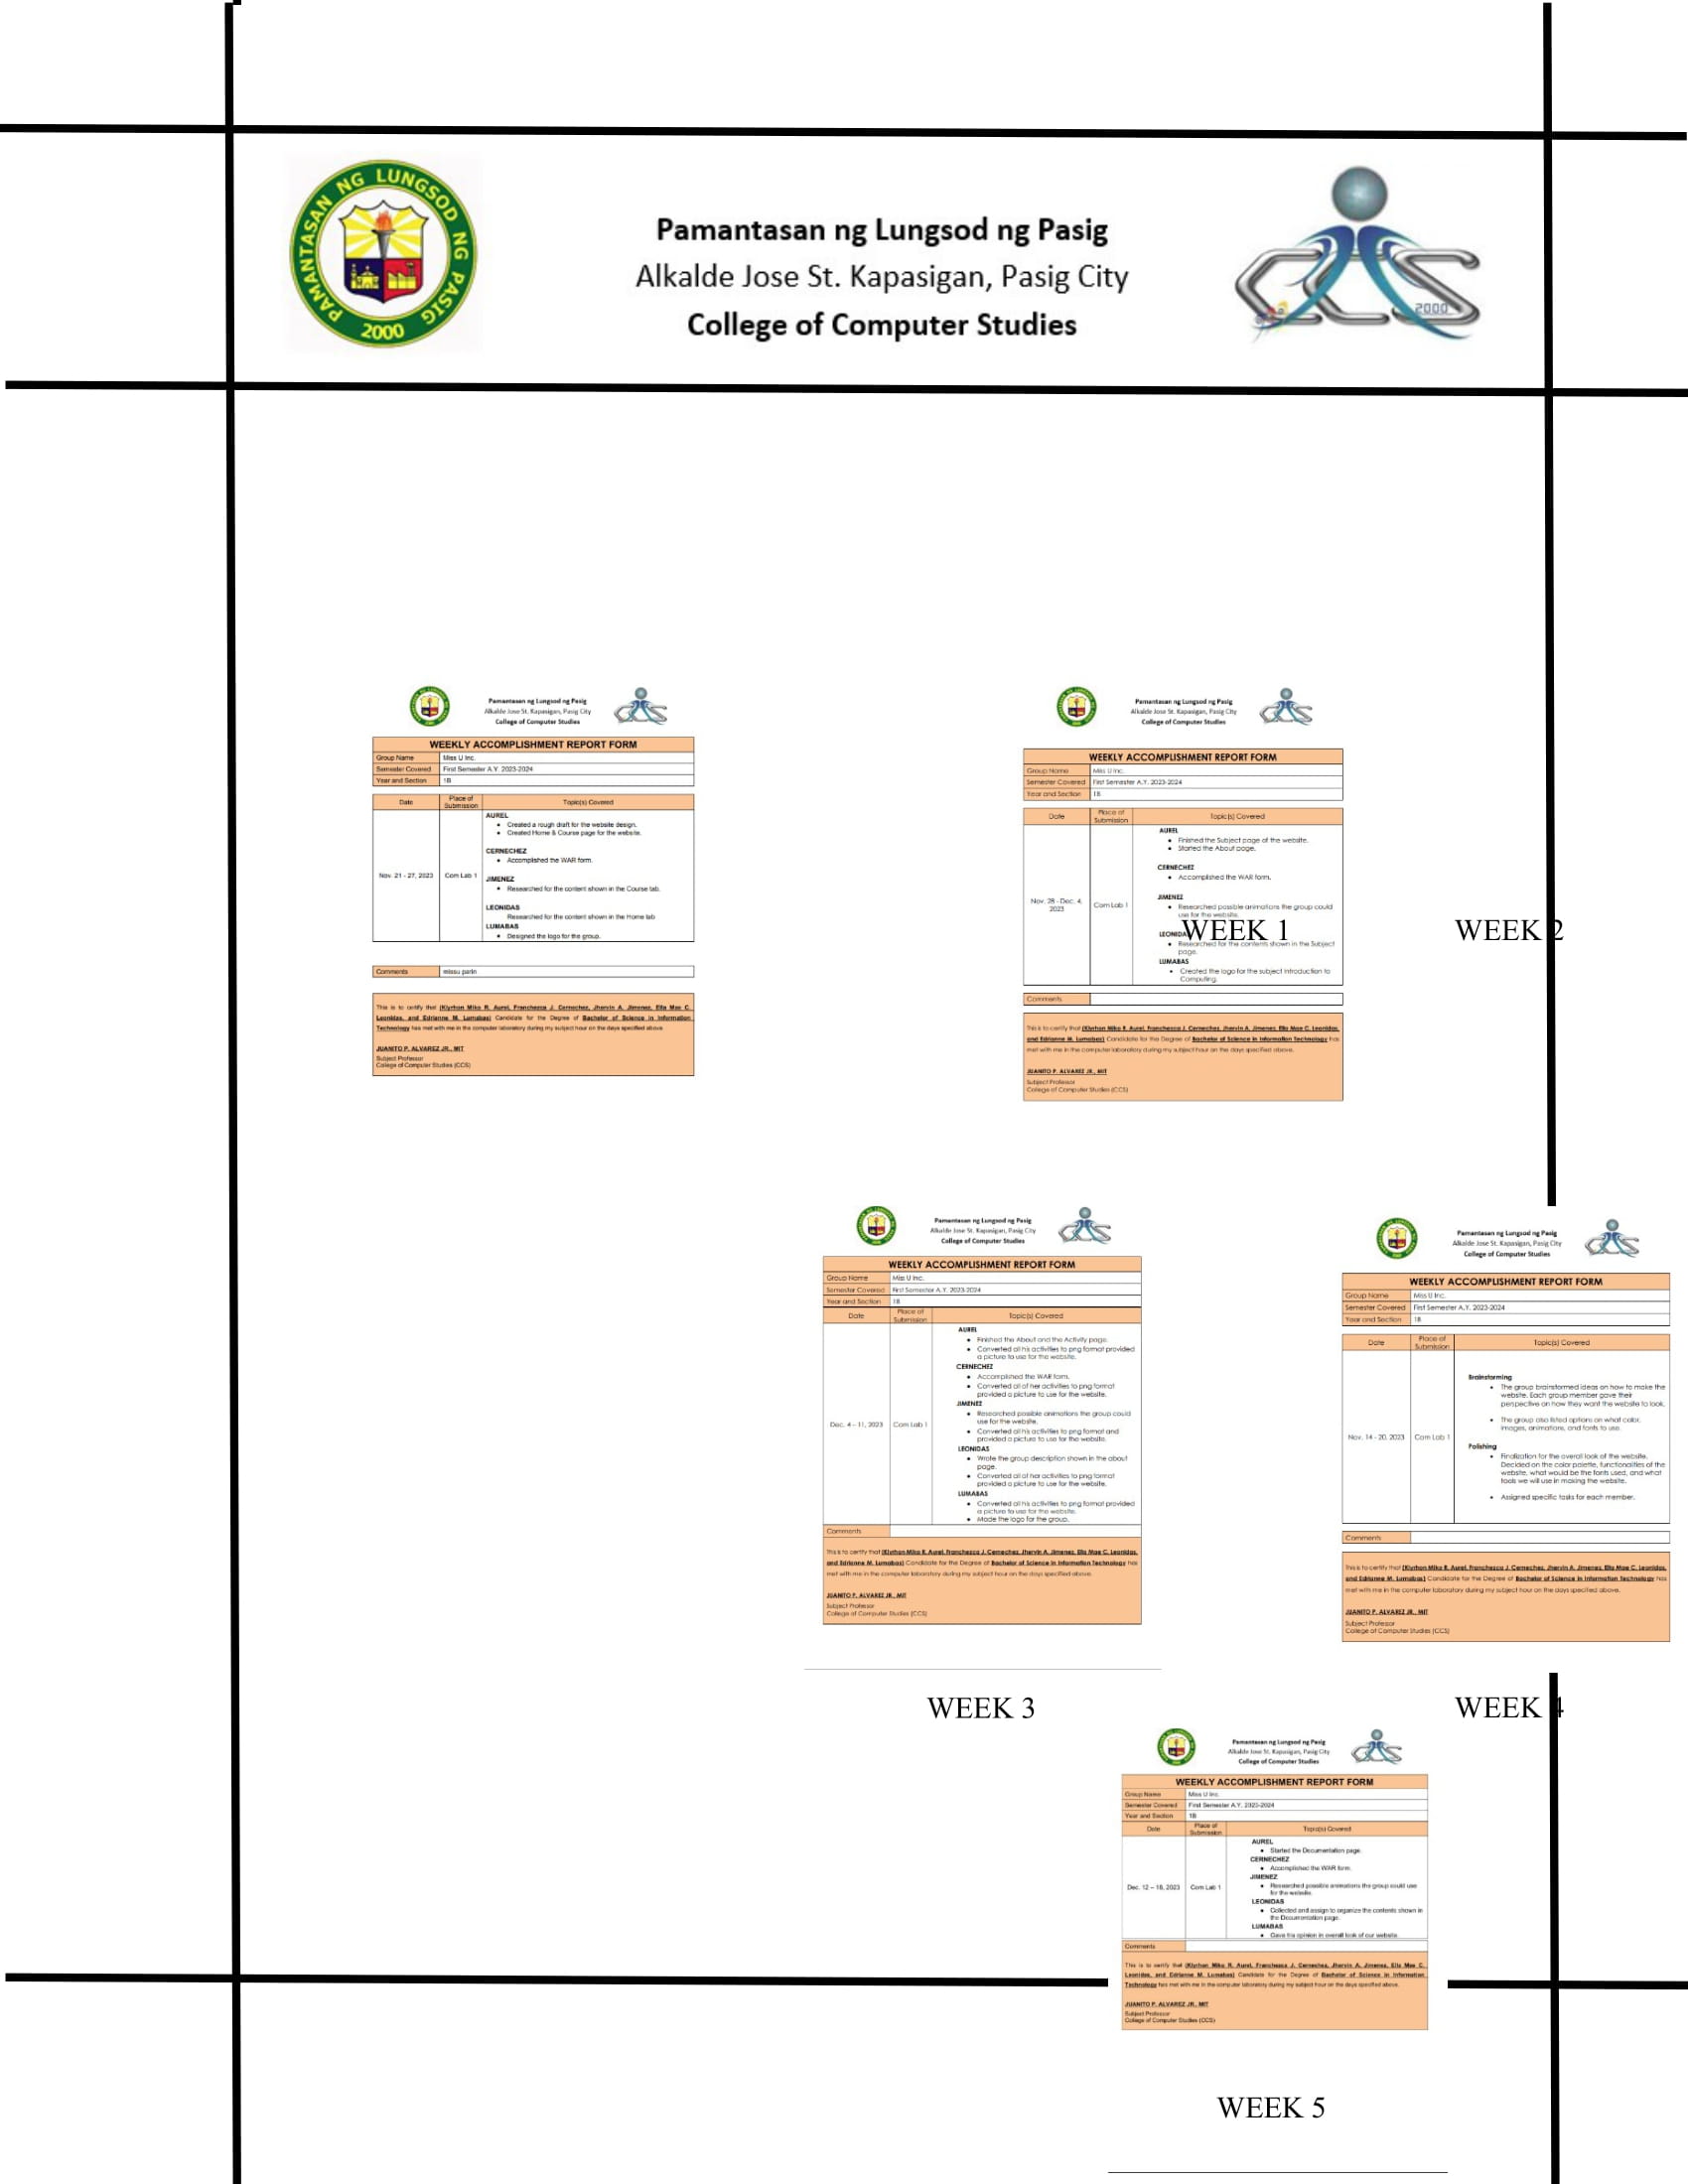 PAMANTASAN NG LUNGSOD NG PASIG
2000
Pamantasan ng Lungsod ng Pasig
Alkalde Jose St. Kapasigan, Pasig City
College of Computer Studies
CCS
2000
Pamantasan ng Lungsod ng Pasig
Alkalde Jose St. Kapasigan, Pasig City
College of Computer Studies
WEEKLY ACCOMPLISHMENT REPORT FORM
Group Name Miss U Inc.
Semester Covered First Semester A.Y. 2023-2024
Year and Section 1B
Date Place of Submission Topic(s) Covered
Nov. 21 - 27, 2023 Com Lab 1
AUREL
• Created a rough draft for the website design.
• Created Home & Course page for the website.
CERNECHEZ
• Accomplished the WAR form.
JIMENEZ
• Researched for the content shown in the Course tab.
LEONIDAS
Researched for the content shown in the Home tab
LUMABAS
• Designed the logo for the group.
Comments missu parin
This is to certify that (Klyrhon Miko R. Aurel, Franchezca J. Cernechez, Jhervin A. Jimenez, Ella Mae C.
Leonidas, and Edrianne M. Lumabas) Candidate for the Degree of Bachelor of Science in Information
Technology has met with me in the computer laboratory during my subject hour on the days specified above
JUANITO P. ALVAREZ JR., MIT
Subject Professor
College of Computer Studies (CCS)
Pamantasan ng Lungsod ng Pasig
Alkalde Jose St. Kapasigan, Pasig City
College of Computer Studies
WEEKLY ACCOMPLISHMENT REPORT FORM
Group Name Miss U Inc.
Semester Covered First Semester A.Y. 2023-2024
Year and Section 1B
Date Place of Submission Topic(s) Covered
Nov. 28 - Dec. 4, 2023 Com Lab 1
AUREL
• Finished the Subject page of the website.
• Started the About page.
CERNECHEZ
• Accomplished the WAR form.
JIMENEZ
• Researched possible animations the group could
use for the website.
LEONIDAS
• Researched for the contents shown in the Subject
page.
LUMABAS
• Created the logo for the subject Introduction to
Computing.
Comments
This is to certify that (Klyrhon Miko R. Aurel, Franchezca J. Cernechez, Jhervin A. Jimenez, Ella Mae C. Leonidas,
and Edrianne M. Lumabas) Candidate for the Degree of Bachelor of Science in Information Technology has
met with me in the computer laboratory during my subject hour on the days specified above.
JUANITO P. ALVAREZ JR., MIT
Subject Professor
College of Computer Studies (CCS)
WEEK 1
WEEK 2
Pamantasan ng Lungsod ng Pasig
Alkalde Jose St. Kapasigan, Pasig City
College of Computer Studies
WEEKLY ACCOMPLISHMENT REPORT FORM
Group Name Miss U Inc.
Semester Covered First Semester A.Y. 2023-2024
Year and Section 1B
Date Place of Submission Topic(s) Covered
Dec. 4 – 11, 2023 Com Lab 1
AUREL
• Finished the About and the Activity page.
• Converted all his activities to png format provided
a picture to use for the website.
CERNECHEZ
• Accomplished the WAR form.
• Converted all of her activities to png format
provided a picture to use for the website.
JIMENEZ
• Researched possible animations the group could
use for the website.
• Converted all his activities to png format and
provided a picture to use for the website.
LEONIDAS
• Wrote the group description shown in the about
page.
• Converted all of her activities to png format
provided a picture to use for the website.
LUMABAS
• Converted all his activities to png format provided
a picture to use for the website.
• Made the logo for the group.
Comments
This is to certify that (Klyrhon Miko R. Aurel, Franchezca J. Cernechez, Jhervin A. Jimenez, Ella Mae C. Leonidas,
and Edrianne M. Lumabas) Candidate for the Degree of Bachelor of Science in Information Technology has
met with me in the computer laboratory during my subject hour on the days specified above.
JUANITO P. ALVAREZ JR., MIT
Subject Professor
College of Computer Studies (CCS)
Pamantasan ng Lungsod ng Pasig
Alkalde Jose St. Kapasigan, Pasig City
College of Computer Studies
WEEKLY ACCOMPLISHMENT REPORT FORM
Group Name Miss U Inc.
Semester Covered First Semester A.Y. 2023-2024
Year and Section 1B
Date Place of Submission Topic(s) Covered
Nov. 14 - 20, 2023 Com Lab 1
Brainstorming
• The group brainstormed ideas on how to make the
website. Each group member gave their
perspective on how they want the website to look.
• The group also listed options on what color,
images, animations, and fonts to use.
Polishing
• Finalization for the overall look of the website.
Decided on the color palette, functionalities of the
website, what would be the fonts used, and what
tools we will use in making the website.
• Assigned specific tasks for each member.
Comments
This is to certify that (Klyrhon Miko R. Aurel, Franchezca J. Cernechez, Jhervin A. Jimenez, Ella Mae C. Leonidas,
and Edrianne M. Lumabas) Candidate for the Degree of Bachelor of Science in Information Technology has
met with me in the computer laboratory during my subject hour on the days specified above.
JUANITO P. ALVAREZ JR., MIT
Subject Professor
College of Computer Studies (CCS)
WEEK 3
WEEK 4
Pamantasan ng Lungsod ng Pasig
Alkalde Jose St. Kapasigan, Pasig City
College of Computer Studies
WEEKLY ACCOMPLISHMENT REPORT FORM
Group Name Miss U Inc.
Semester Covered First Semester A.Y. 2023-2024
Year and Section 1B
Date Place of Submission Topic(s) Covered
Dec. 12 – 18, 2023 Com Lab 1
AUREL
• Started the Documentation page.
CERNECHEZ
• Accomplished the WAR form.
JIMENEZ
• Researched possible animations the group could use
for the website.
LEONIDAS
• Collected and assign to organize the contents shown in
the Documentation page.
LUMABAS
• Gave his opinion in overall look of our website
Comments
This is to certify that (Klyrhon Miko R. Aurel, Franchezca J. Cernechez, Jhervin A. Jimenez, Ella Mae C.
Leonidas, and Edrianne M. Lumabas) Candidate for the Degree of Bachelor of Science in Information
Technology has met with me in the computer laboratory during my subject hour on the days specified above.
JUANITO P. ALVAREZ JR., MIT
Subject Professor
College of Computer Studies (CCS)
WEEK 5